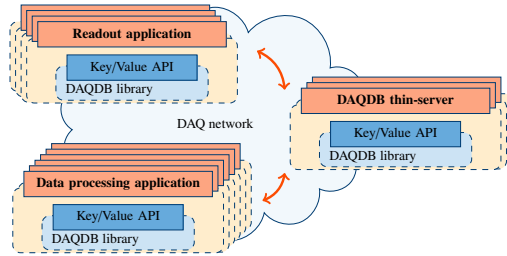 Readout application
Key/Value API
DAQDB library
DAQ network
DAQDB thin-server
Key/Value API
DAQDB library
Data processing application
Key/Value API
DAQDB library